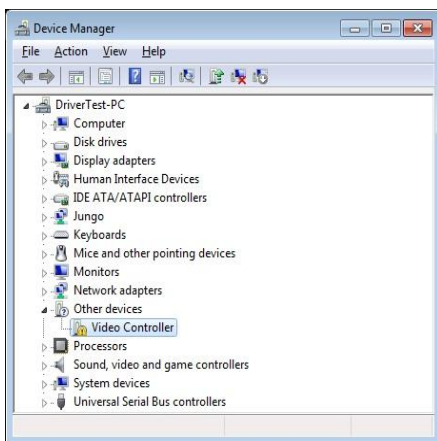 Device Manager
File Action View Help
DriverTest-PC
Computer
Disk drives
Display adapters
Human Interface Devices
IDE ATA/ATAPI controllers
Jungo
Keyboards
Mice and other pointing devices
Monitors
Network adapters
Other devices
Video Controller
Processors
Sound, video and game controllers
System devices
Universal Serial Bus controllers